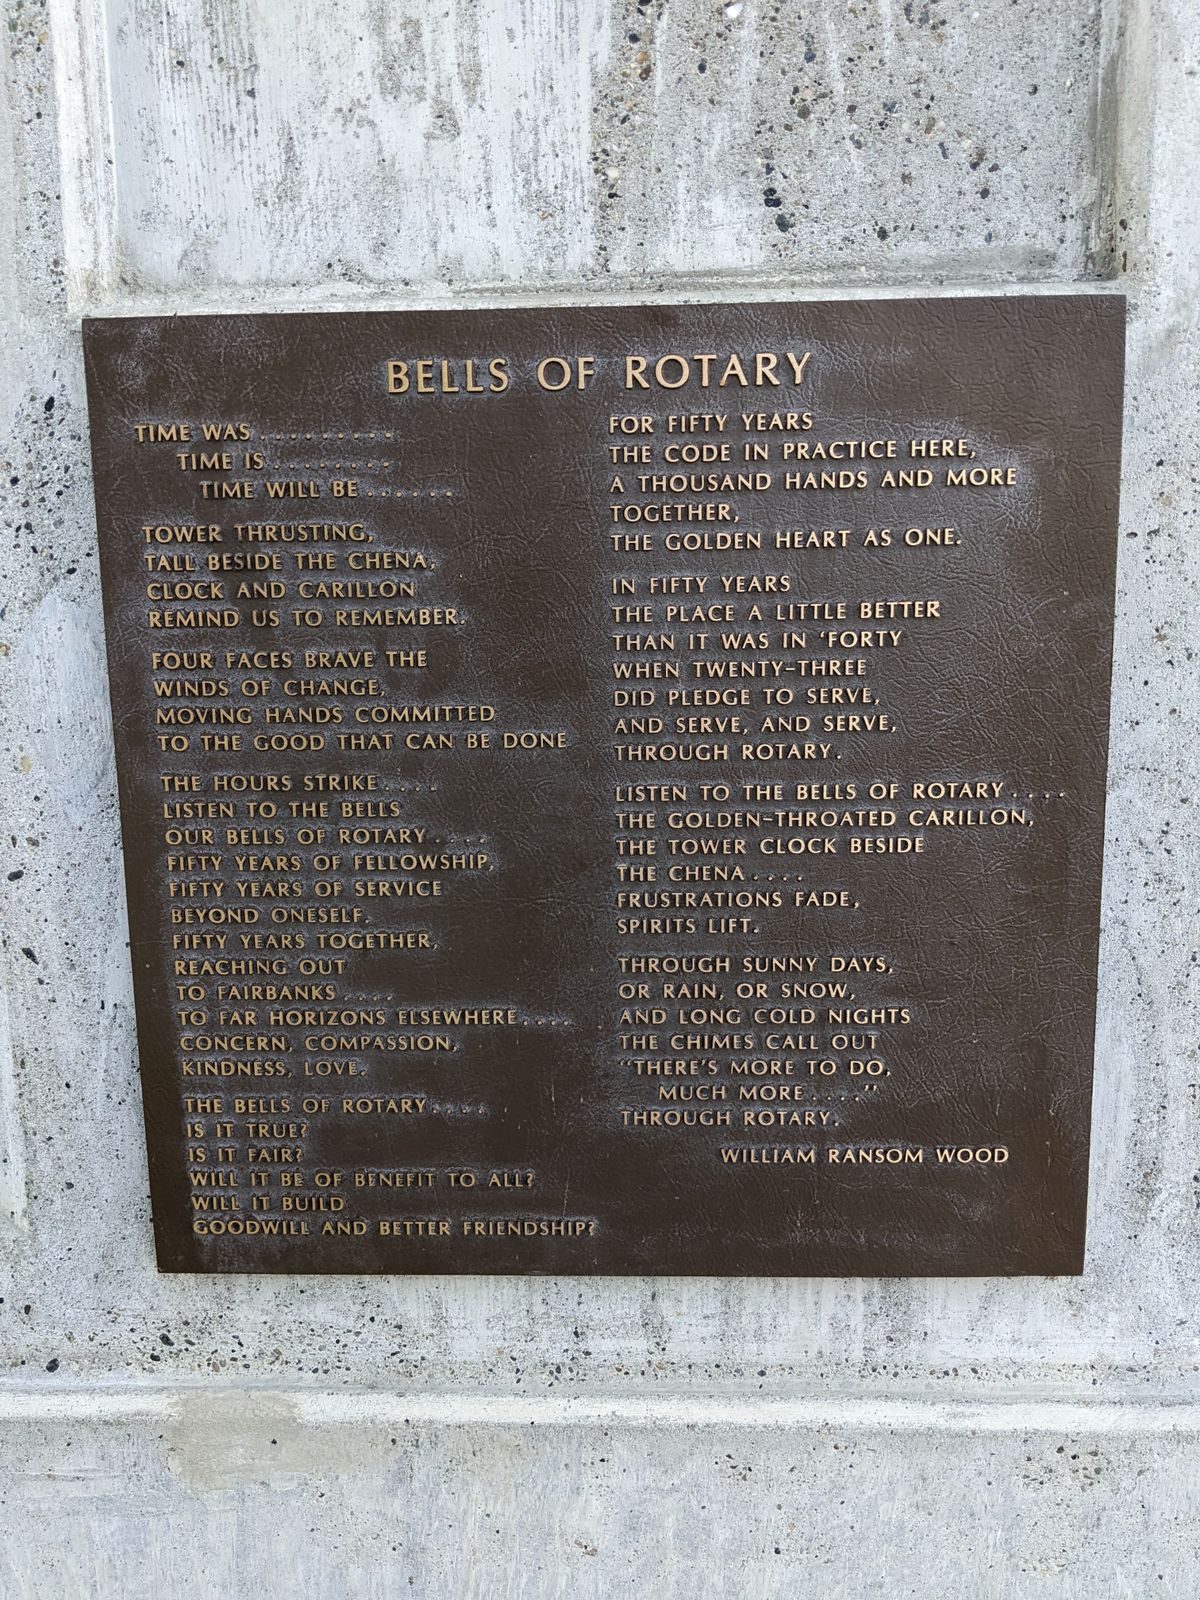 BELLS OF ROTARY
TIME WAS . . . . . . . . .
TIME IS . . . . . . . .
TIME WILL BE . . . . . .
TOWER THRUSTING,
TALL BESIDE THE CHENA,
CLOCK AND CARILLON
REMIND US TO REMEMBER.
FOUR FACES BRAVE THE
WINDS OF CHANGE,
MOVING HANDS COMMITTED
TO THE GOOD THAT CAN BE DONE
THE HOURS STRIKE . . . .
LISTEN TO THE BELLS
OUR BELLS OF ROTARY . . . .
FIFTY YEARS OF FELLOWSHIP,
FIFTY YEARS OF SERVICE
BEYOND ONESELF.
FIFTY YEARS TOGETHER,
REACHING OUT
TO FAIRBANKS . . . .
TO FAR HORIZONS ELSEWHERE . . . .
CONCERN, COMPASSION,
KINDNESS, LOVE.
THE BELLS OF ROTARY . . . .
IS IT TRUE?
IS IT FAIR?
WILL IT BE OF BENEFIT TO ALL?
WILL IT BUILD
GOODWILL AND BETTER FRIENDSHIP?
FOR FIFTY YEARS
THE CODE IN PRACTICE HERE,
A THOUSAND HANDS AND MORE
TOGETHER,
THE GOLDEN HEART AS ONE.
IN FIFTY YEARS
THE PLACE A LITTLE BETTER
THAN IT WAS IN ‘FORTY
WHEN TWENTY-THREE
DID PLEDGE TO SERVE,
AND SERVE, AND SERVE,
THROUGH ROTARY.
LISTEN TO THE BELLS OF ROTARY . . . .
THE GOLDEN-THROATED CARILLON,
THE TOWER CLOCK BESIDE
THE CHENA . . . .
FRUSTRATIONS FADE,
SPIRITS LIFT.
THROUGH SUNNY DAYS,
OR RAIN, OR SNOW,
AND LONG COLD NIGHTS
THE CHIMES CALL OUT
“THERE’S MORE TO DO,
MUCH MORE . . . .”
THROUGH ROTARY.
WILLIAM RANSOM WOOD